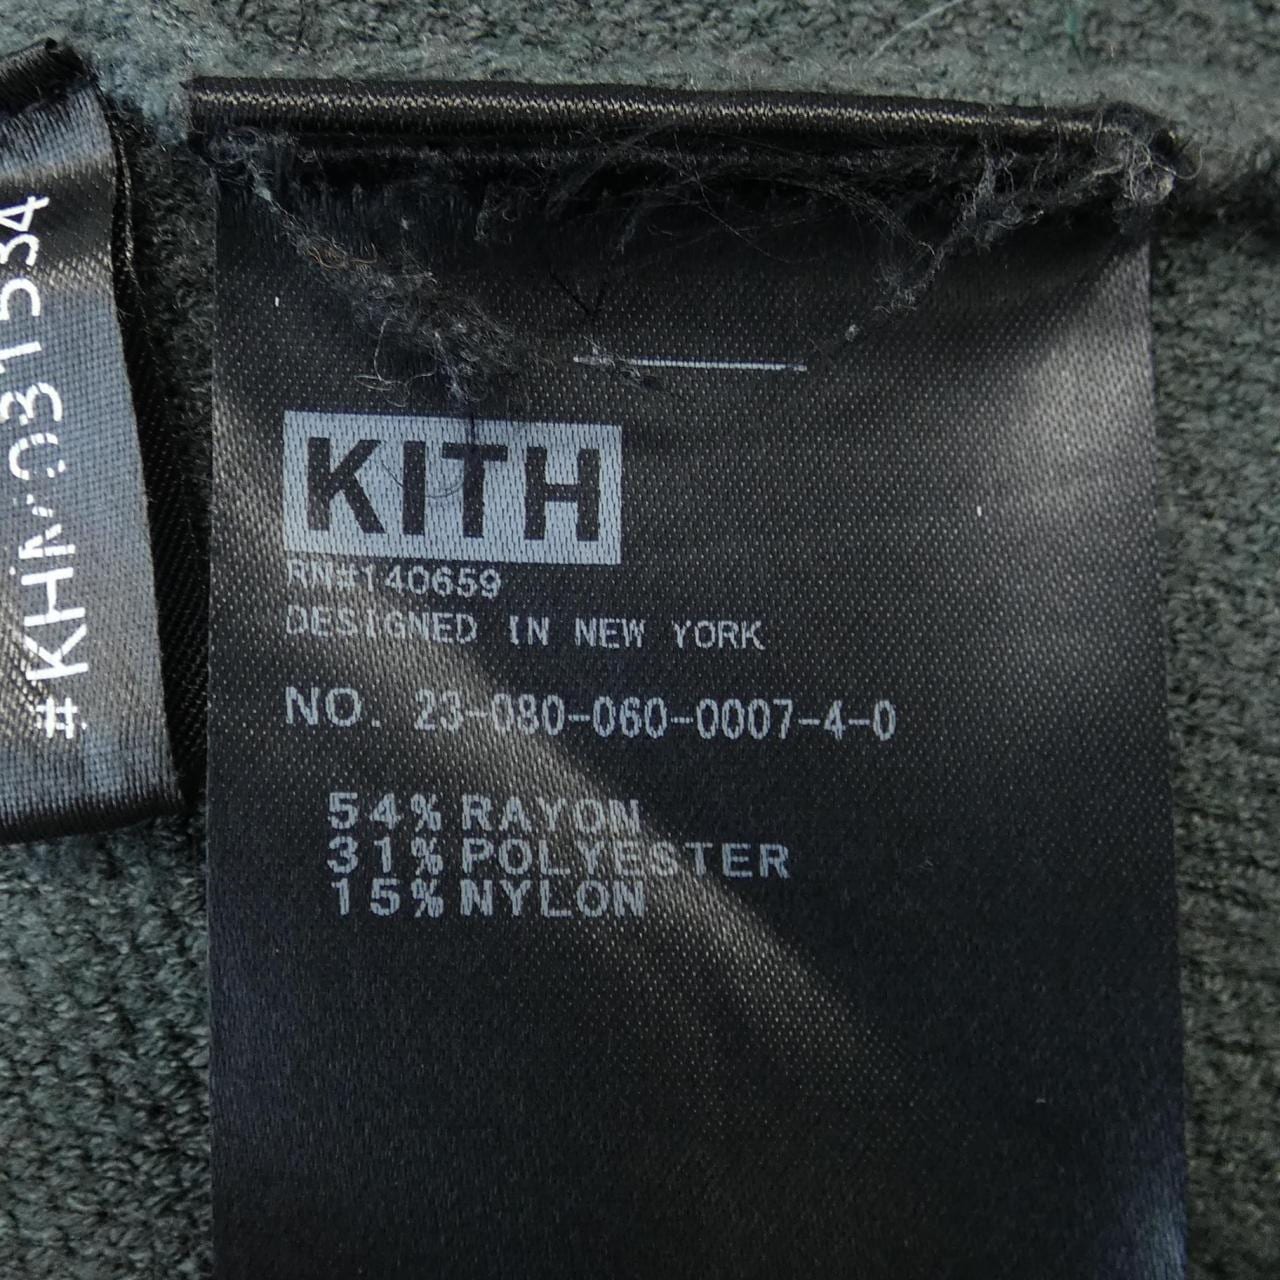 #KHM031534
KITH
RN#140659
DESIGNED IN NEW YORK
NO. 23-080-060-0007-4-0
54% RAYON
31% POLYESTER
15% NYLON